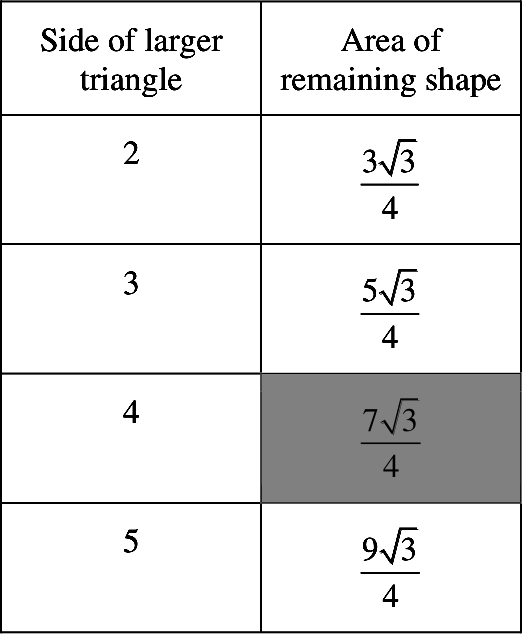 Side of larger triangle | Area of remaining shape
2 | 3√3/4
3 | 5√3/4
4 | 7√3/4
5 | 9√3/4